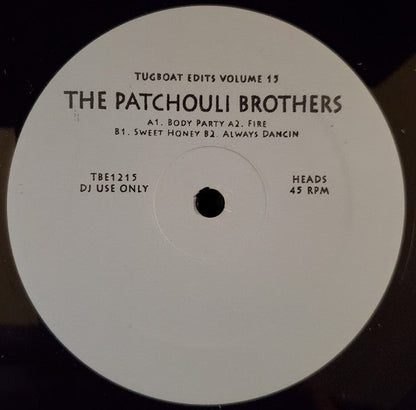 TUGBOAT EDITS VOLUME 15
THE PATCHOULI BROTHERS
A1. BODY PARTY A2. FIRE
B1. SWEET HONEY B2. ALWAYS DANCIN
TBE1215
DJ USE ONLY
HEADS
45 RPM